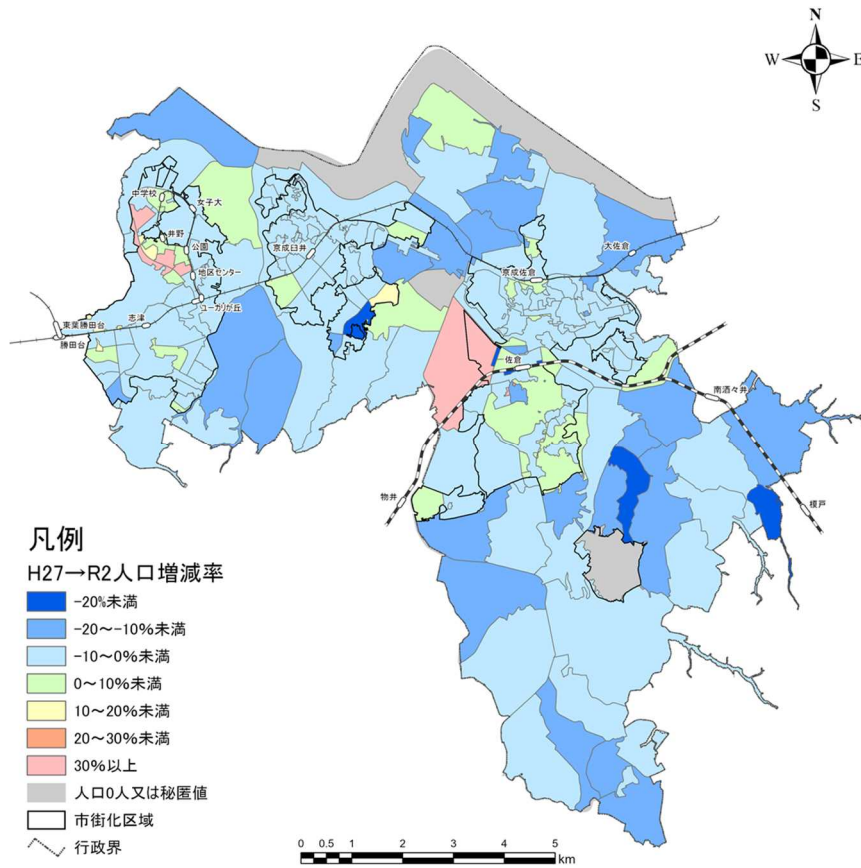 N
W
E
S
中学校
女子大
井野
公園
地区センター
ユーカリが丘
京成臼井
京成佐倉
大佐倉
東葉勝田台
勝田台
志津
佐倉
南酒々井
物井
榎戸
凡例
H27→R2人口増減率
-20%未満
-20～-10%未満
-10～0%未満
0～10%未満
10～20%未満
20～30%未満
30%以上
人口0人又は秘匿値
市街化区域
行政界
0 0.5 1 2 3 4 5
km